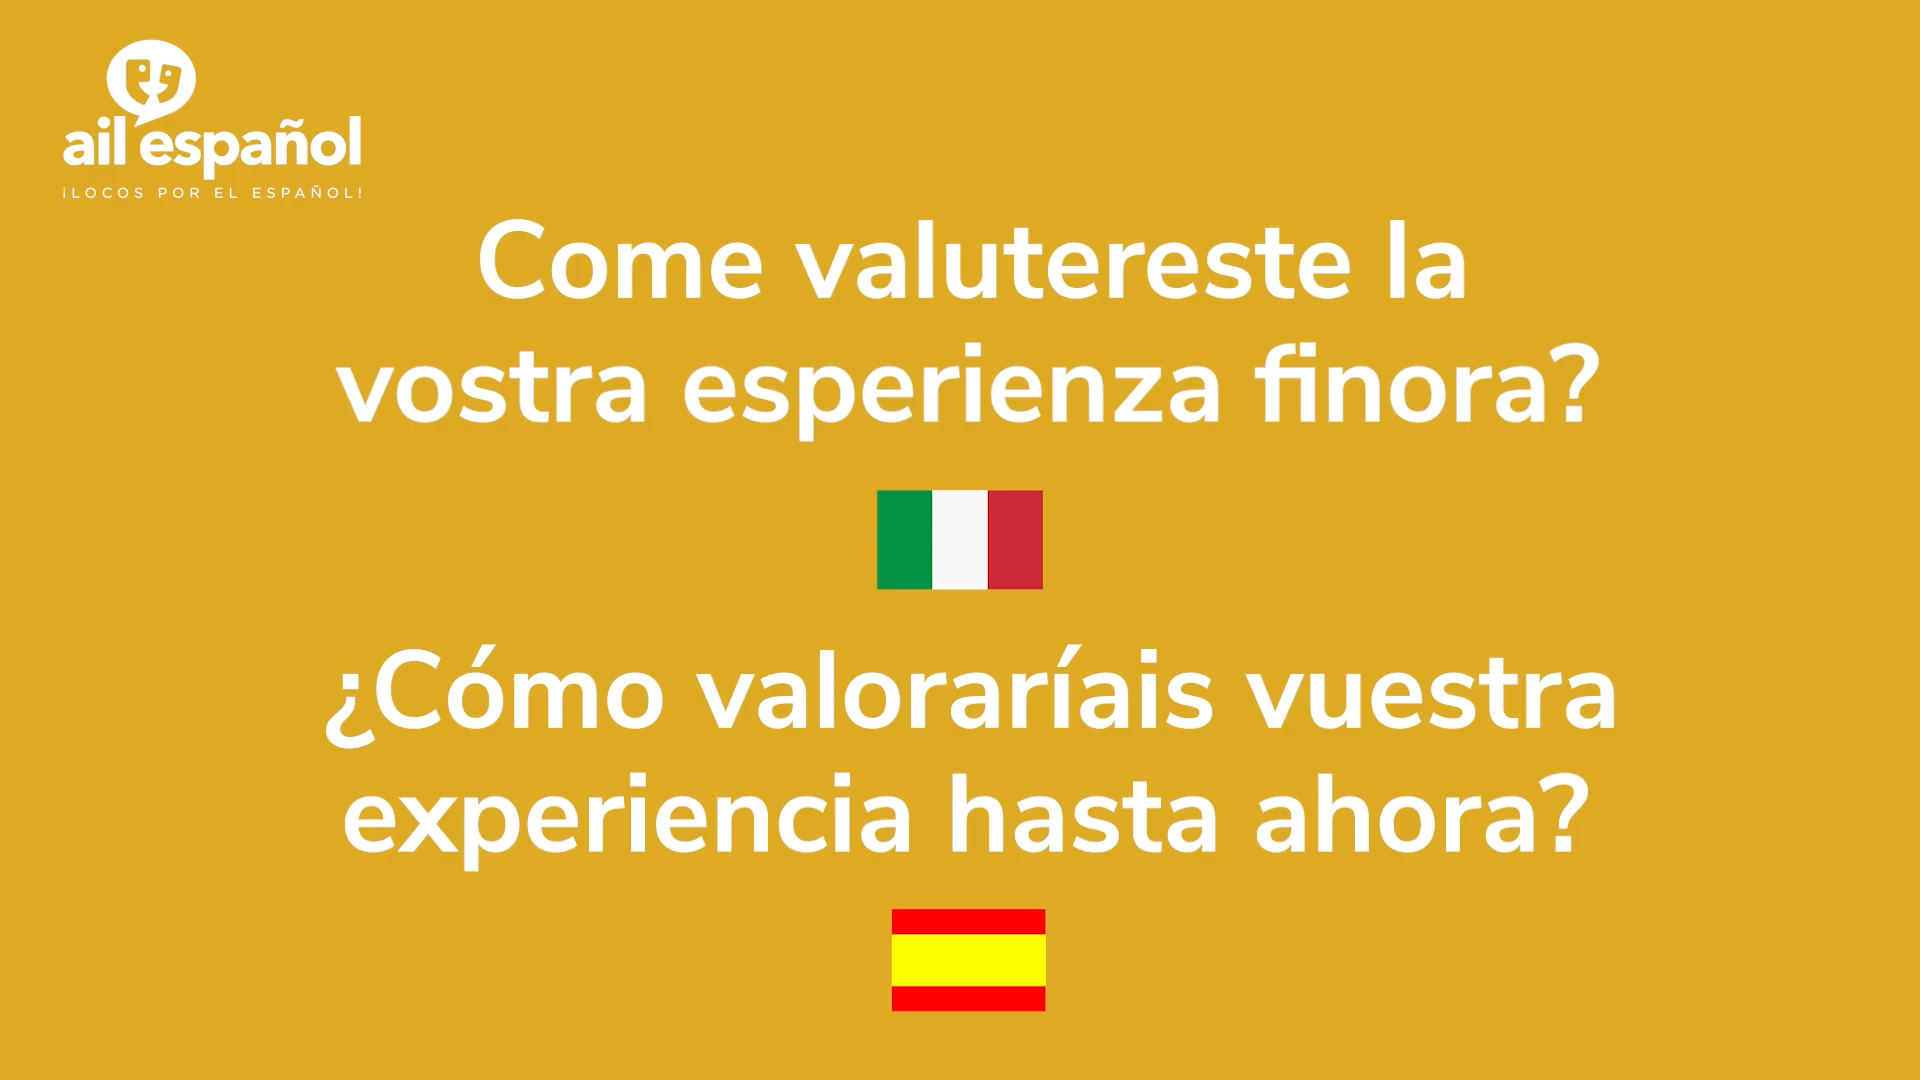 ail español
¡LOCOS POR EL ESPAÑOL!
Come valutereste la
vostra esperienza finora?
¿Cómo valoraríais vuestra
experiencia hasta ahora?